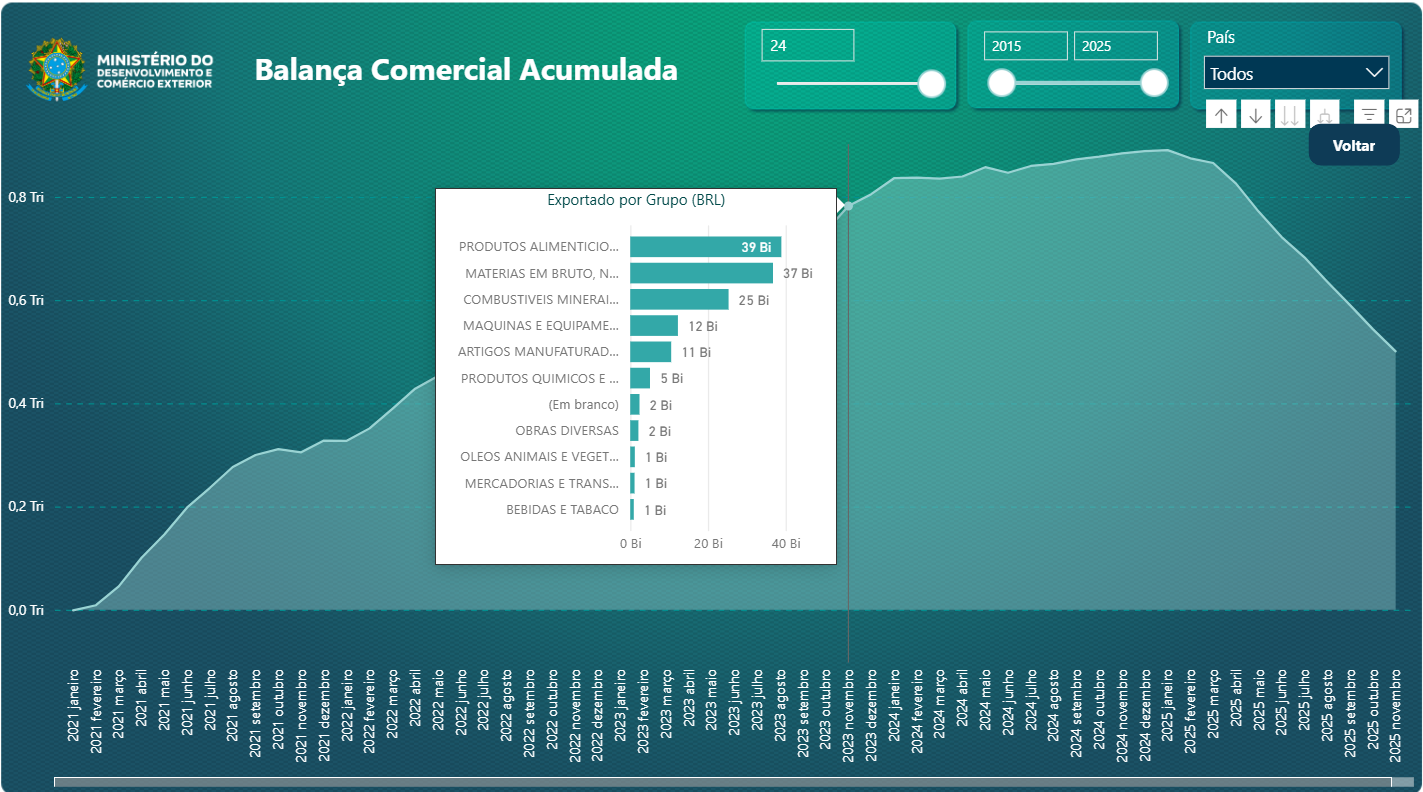 MINISTÉRIO DO
DESENVOLVIMENTO E
COMÉRCIO EXTERIOR
Balança Comercial Acumulada
24
2015
2025
País
Todos
Voltar
0,8 Tri
0,6 Tri
0,4 Tri
0,2 Tri
0,0 Tri
Exportado por Grupo (BRL)
PRODUTOS ALIMENTICIO... 39 Bi
MATERIAS EM BRUTO, N... 37 Bi
COMBUSTIVEIS MINERAI... 25 Bi
MAQUINAS E EQUIPAME... 12 Bi
ARTIGOS MANUFATURAD... 11 Bi
PRODUTOS QUIMICOS E ... 5 Bi
(Em branco) 2 Bi
OBRAS DIVERSAS 2 Bi
OLEOS ANIMAIS E VEGET... 1 Bi
MERCADORIAS E TRANS... 1 Bi
BEBIDAS E TABACO 1 Bi
0 Bi 20 Bi 40 Bi
2021 janeiro
2021 fevereiro
2021 março
2021 abril
2021 maio
2021 junho
2021 julho
2021 agosto
2021 setembro
2021 outubro
2021 novembro
2021 dezembro
2022 janeiro
2022 fevereiro
2022 março
2022 abril
2022 maio
2022 junho
2022 julho
2022 agosto
2022 setembro
2022 outubro
2022 novembro
2022 dezembro
2023 janeiro
2023 fevereiro
2023 março
2023 abril
2023 maio
2023 junho
2023 julho
2023 agosto
2023 setembro
2023 outubro
2023 novembro
2023 dezembro
2024 janeiro
2024 fevereiro
2024 março
2024 abril
2024 maio
2024 junho
2024 julho
2024 agosto
2024 setembro
2024 outubro
2024 novembro
2024 dezembro
2025 janeiro
2025 fevereiro
2025 março
2025 abril
2025 maio
2025 junho
2025 julho
2025 agosto
2025 setembro
2025 outubro
2025 novembro